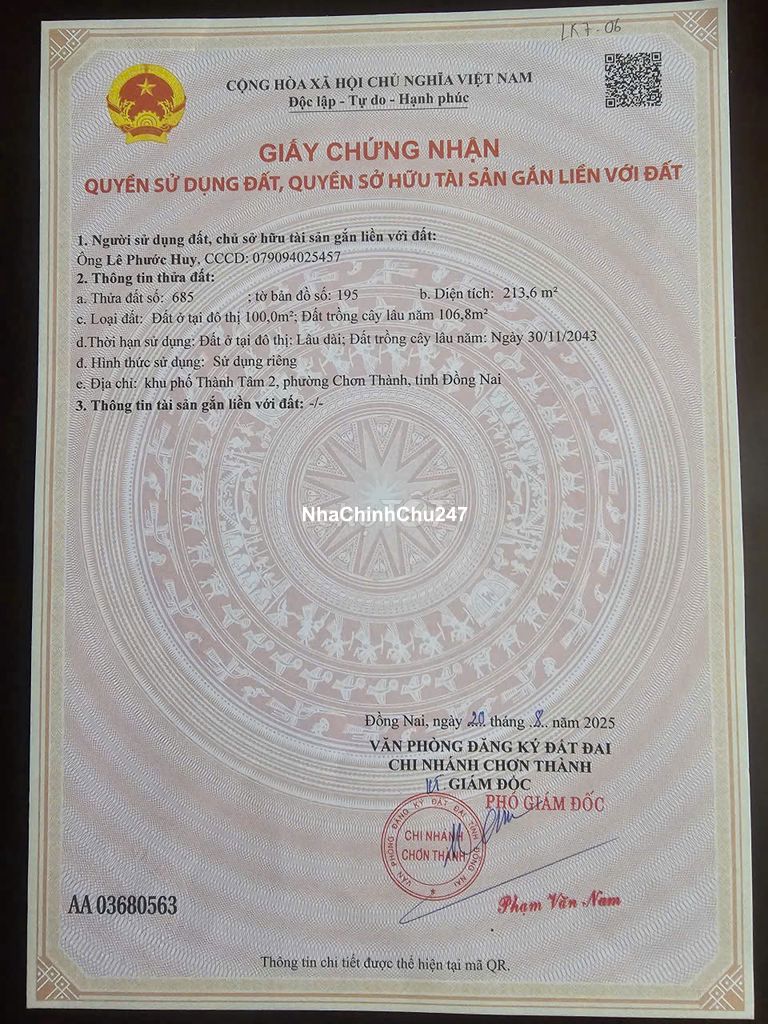 LK7-06
CỘNG HÒA XÃ HỘI CHỦ NGHĨA VIỆT NAM
Độc lập - Tự do - Hạnh phúc
GIẤY CHỨNG NHẬN
QUYỀN SỬ DỤNG ĐẤT, QUYỀN SỞ HỮU TÀI SẢN GẮN LIỀN VỚI ĐẤT
1. Người sử dụng đất, chủ sở hữu tài sản gắn liền với đất:
Ông Lê Phước Huy, CCCD: 079094025457
2. Thông tin thửa đất:
a. Thửa đất số: 685 ; tờ bản đồ số: 195 b. Diện tích: 213,6 m²
c. Loại đất: Đất ở tại đô thị 100,0m²; Đất trồng cây lâu năm 106,8m²
d.Thời hạn sử dụng: Đất ở tại đô thị: Lâu dài; Đất trồng cây lâu năm: Ngày 30/11/2043
đ. Hình thức sử dụng: Sử dụng riêng
e. Địa chỉ: khu phố Thành Tâm 2, phường Chơn Thành, tỉnh Đồng Nai
3. Thông tin tài sản gắn liền với đất: -/-
NhaChinhChu247
Đồng Nai, ngày 20 tháng 8 năm 2025
VĂN PHÒNG ĐĂNG KÝ ĐẤT ĐAI
CHI NHÁNH CHƠN THÀNH
KT. GIÁM ĐỐC
PHÓ GIÁM ĐỐC
VĂN PHÒNG ĐĂNG KÝ ĐẤT ĐAI TỈNH ĐỒNG NAI
CHI NHÁNH
CHƠN THÀNH
AA 03680563
Phạm Văn Nam
Thông tin chi tiết được thể hiện tại mã QR.